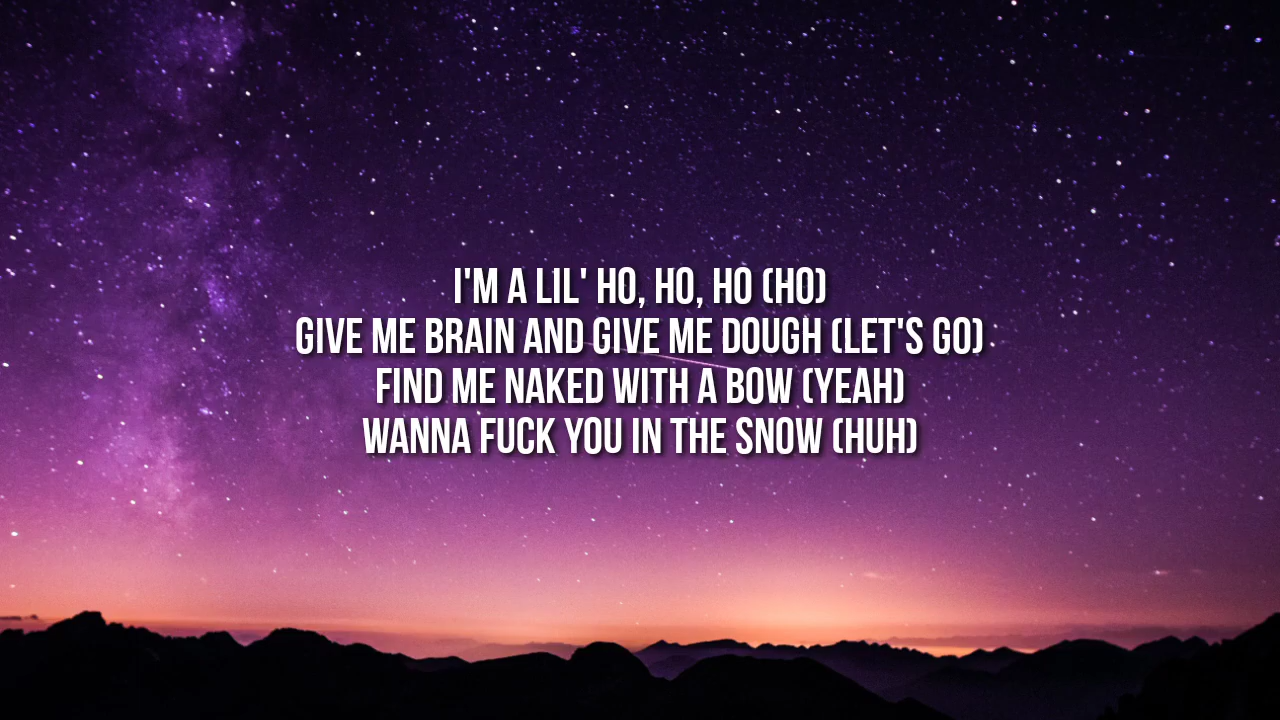 I'M A LIL' HO, HO, HO (HO)
GIVE ME BRAIN AND GIVE ME DOUGH (LET'S GO)
FIND ME NAKED WITH A BOW (YEAH)
WANNA FUCK YOU IN THE SNOW (HUH)